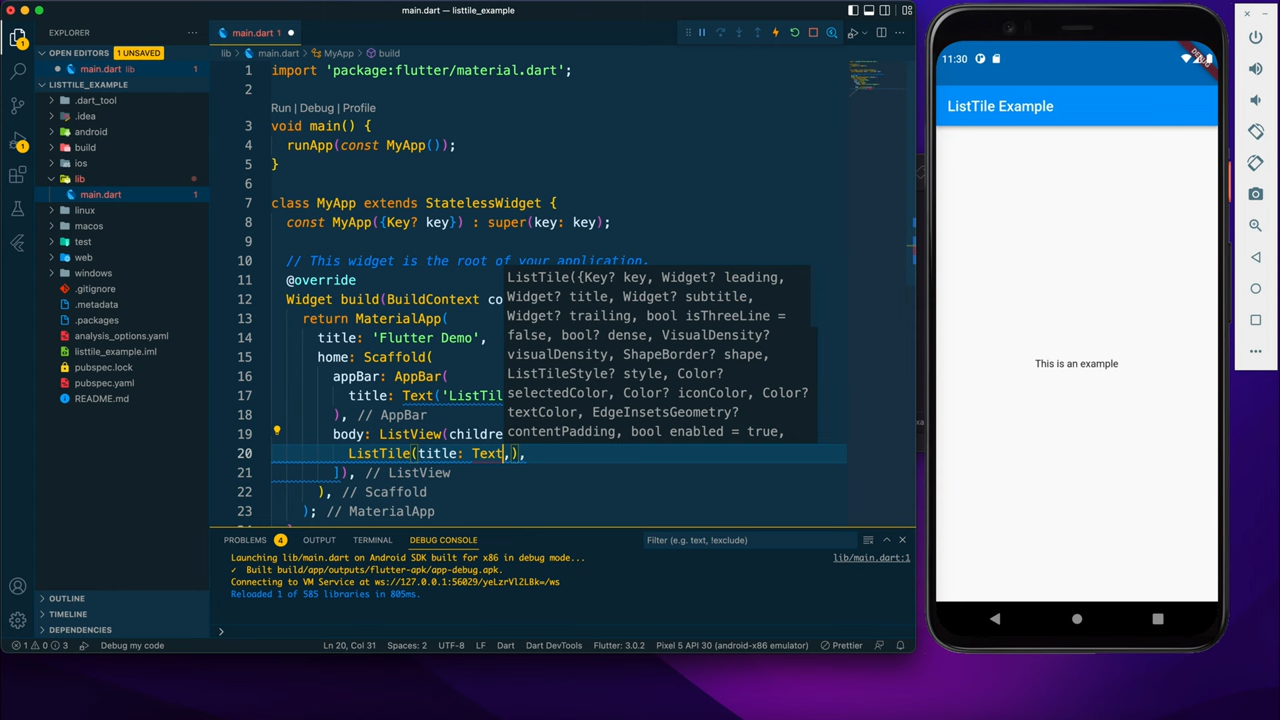 main.dart — listtile_example
EXPLORER
OPEN EDITORS 1 UNSAVED
main.dart lib 1
LISTTILE_EXAMPLE
.dart_tool
.idea
android
build
ios
lib
main.dart 1
linux
macos
test
web
windows
.gitignore
.metadata
.packages
analysis_options.yaml
listtile_example.iml
pubspec.lock
pubspec.yaml
README.md
OUTLINE
TIMELINE
DEPENDENCIES
main.dart 1
lib > main.dart > MyApp > build
1 import 'package:flutter/material.dart';
2
Run | Debug | Profile
3 void main() {
4 runApp(const MyApp());
5 }
6
7 class MyApp extends StatelessWidget {
8 const MyApp({Key? key}) : super(key: key);
9
10 // This widget is the root of your application.
11 @override
12 Widget build(BuildContext co
13 return MaterialApp(
14 title: 'Flutter Demo',
15 home: Scaffold(
16 appBar: AppBar(
17 title: Text('ListTil
18 ), // AppBar
19 body: ListView(childre
20 ListTile(title: Text,),
21 ]), // ListView
22 ), // Scaffold
23 ); // MaterialApp
ListTile({Key? key, Widget? leading,
Widget? title, Widget? subtitle,
Widget? trailing, bool isThreeLine =
false, bool? dense, VisualDensity?
visualDensity, ShapeBorder? shape,
ListTileStyle? style, Color?
selectedColor, Color? iconColor, Color?
textColor, EdgeInsetsGeometry?
contentPadding, bool enabled = true,
PROBLEMS 4 OUTPUT TERMINAL DEBUG CONSOLE Filter (e.g. text, !exclude)
Launching lib/main.dart on Android SDK built for x86 in debug mode... lib/main.dart:1
✓ Built build/app/outputs/flutter-apk/app-debug.apk.
Connecting to VM Service at ws://127.0.0.1:56029/yeLzrVl2LBk=/ws
Reloaded 1 of 585 libraries in 805ms.
1 0 3 Debug my code Ln 20, Col 31 Spaces: 2 UTF-8 LF Dart Dart DevTools Flutter: 3.0.2 Pixel 5 API 30 (android-x86 emulator) Prettier
11:30
DEBUG
ListTile Example
This is an example